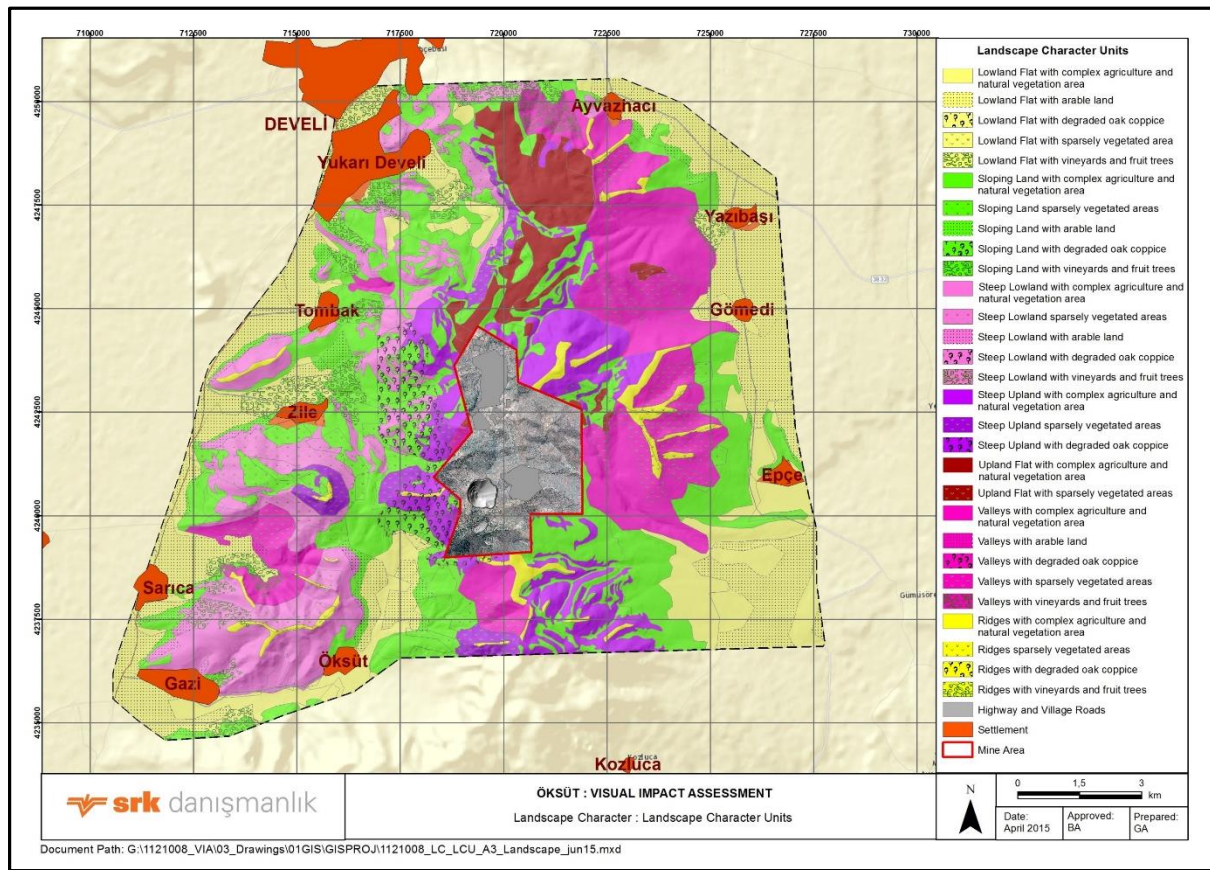 710000 712500 715000 717500 720000 722500 725000 727500 730000
4250000
4247500
4245000
4242500
4240000
4237500
4235000
DEVELİ
Yukarı Develi
Ayvazhacı
Yazıbaşı
Tombak
Gömedi
Zile
Epçe
Sarıca
Öksüt
Gazi
Kozluca
Kozluca
38 22
Landscape Character Units
Lowland Flat with complex agriculture and
natural vegetation area
Lowland Flat with arable land
Lowland Flat with degraded oak coppice
Lowland Flat with sparsely vegetated area
Lowland Flat with vineyards and fruit trees
Sloping Land with complex agriculture and
natural vegetation area
Sloping Land sparsely vegetated areas
Sloping Land with arable land
Sloping Land with degraded oak coppice
Sloping Land with vineyards and fruit trees
Steep Lowland with complex agriculture and
natural vegetation area
Steep Lowland sparsely vegetated areas
Steep Lowland with arable land
Steep Lowland with degraded oak coppice
Steep Lowland with vineyards and fruit trees
Steep Upland with complex agriculture and
natural vegetation area
Steep Upland sparsely vegetated areas
Steep Upland with degraded oak coppice
Upland Flat with complex agriculture and
natural vegetation area
Upland Flat with sparsely vegetated areas
Valleys with complex agriculture and
natural vegetation area
Valleys with arable land
Valleys with degraded oak coppice
Valleys with sparsely vegetated areas
Valleys with vineyards and fruit trees
Ridges with complex agriculture and
natural vegetation area
Ridges sparsely vegetated areas
Ridges with degraded oak coppice
Ridges with vineyards and fruit trees
Highway and Village Roads
Settlement
Mine Area
srk danışmanlık
ÖKSÜT : VISUAL IMPACT ASSESSMENT
Landscape Character : Landscape Character Units
N
0 1,5 3
km
Date:
April 2015
Approved:
BA
Prepared:
GA
Document Path: G:\1121008_VIA\03_Drawings\01GIS\GISPROJ\1121008_LC_LCU_A3_Landscape_jun15.mxd